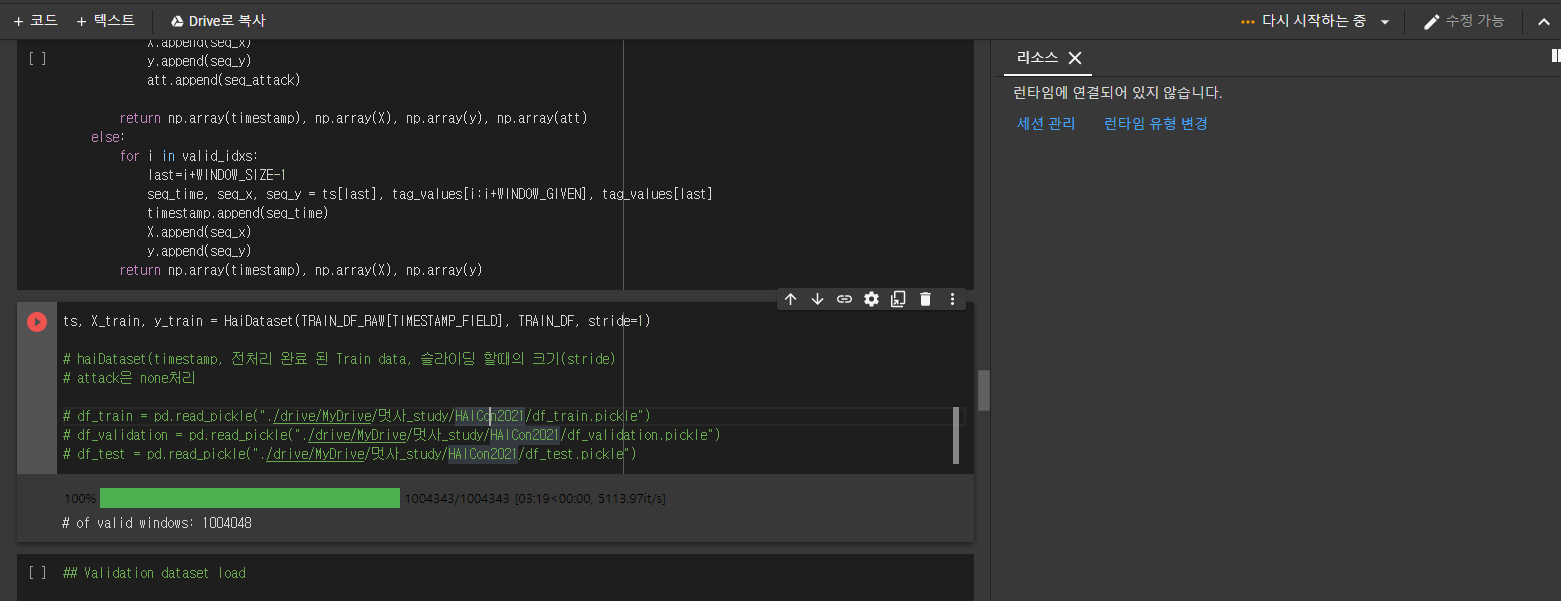 + 코드 + 텍스트 Drive로 복사 ••• 다시 시작하는 중 수정 가능
X.append(seq_x)
[ ] y.append(seq_y)
att.append(seq_attack)
return np.array(timestamp), np.array(X), np.array(y), np.array(att)
else:
for i in valid_idxs:
last=i+WINDOW_SIZE-1
seq_time, seq_x, seq_y = ts[last], tag_values[i:i+WINDOW_GIVEN], tag_values[last]
timestamp.append(seq_time)
X.append(seq_x)
y.append(seq_y)
return np.array(timestamp), np.array(X), np.array(y)
ts, X_train, y_train = HaiDataset(TRAIN_DF_RAW[TIMESTAMP_FIELD], TRAIN_DF, stride=1)
# haiDataset(timestamp, 전처리 완료 된 Train data, 슬라이딩 할때의 크기(stride)
# attack은 none처리
# df_train = pd.read_pickle("./drive/MyDrive/멋사_study/HAICon2021/df_train.pickle")
# df_validation = pd.read_pickle("./drive/MyDrive/멋사_study/HAICon2021/df_validation.pickle")
# df_test = pd.read_pickle("./drive/MyDrive/멋사_study/HAICon2021/df_test.pickle")
100% 1004343/1004343 [03:19<00:00, 5113.97it/s]
# of valid windows: 1004048
[ ] ## Validation dataset load
리소스
런타임에 연결되어 있지 않습니다.
세션 관리 런타임 유형 변경